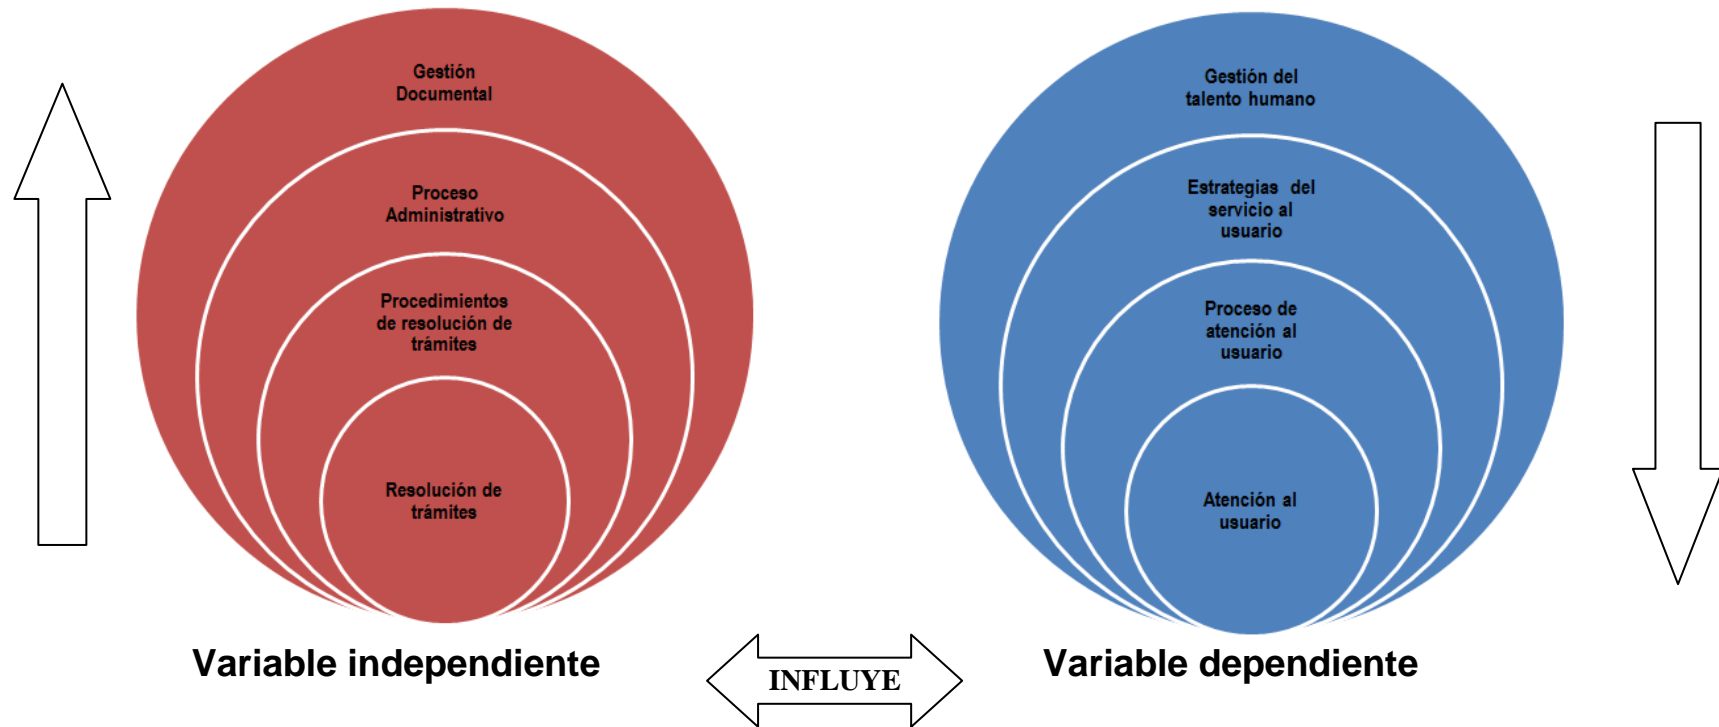 Gestión
Documental
Proceso
Administrativo
Procedimientos
de resolución de
trámites
Resolución de
trámites
Variable independiente
Gestión del
talento humano
Estrategias del
servicio al
usuario
Proceso de
atención al
usuario
Atención al
usuario
Variable dependiente
INFLUYE